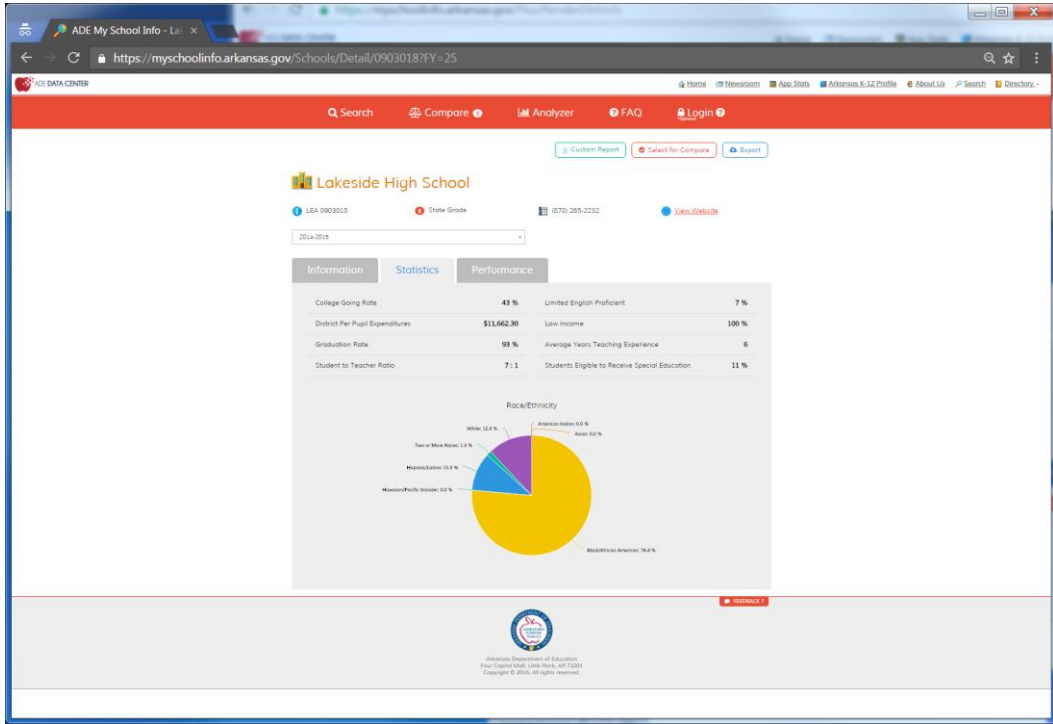 ADE My School Info - Lal ×
https://myschoolinfo.arkansas.gov/Schools/Detail/0903018?FY=25
ADE DATA CENTER
Home Newsroom App Stats Arkansas K-12 Profile About Us Search Directory
Search Compare 0 Analyzer FAQ Login
Optional
Custom Report Select for Compare Export
Lakeside High School
LEA 0903018 State Grade (870) 265-2232 View Website
2014-2015
Information Statistics Performance
College Going Rate 43 % Limited English Proficient 7 %
District Per Pupil Expenditures $11,662.30 Low Income 100 %
Graduation Rate 93 % Average Years Teaching Experience 6
Student to Teacher Ratio 7 : 1 Students Eligible to Receive Special Education 11 %
Race/Ethnicity
American Indian: 0.0 %
White: 12.0 %
Asian: 0.0 %
Two or More Races: 1.3 %
Hispanic/Latino: 10.3 %
Hawaiian/Pacific Islander: 0.0 %
Black/African American: 76.4 %
FEEDBACK ?
Arkansas Department of Education
Four Capitol Mall, Little Rock, AR 72201
Copyright © 2016. All rights reserved.